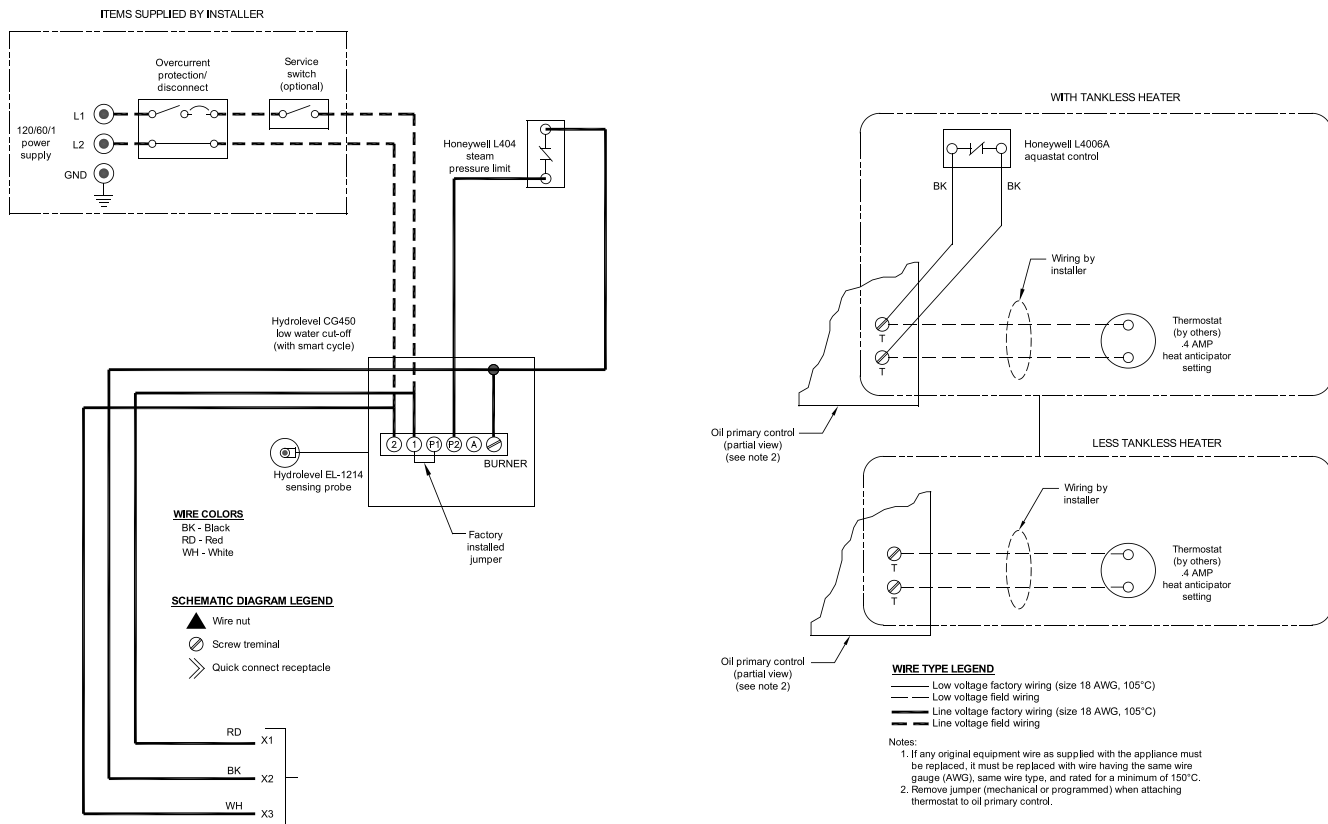 ITEMS SUPPLIED BY INSTALLER
Overcurrent
protection/
disconnect
Service
switch
(optional)
L1
120/60/1
power
supply
L2
GND
Honeywell L404
steam
pressure limit
Hydrolevel CG450
low water cut-off
(with smart cycle)
2 1 P1 P2 A
BURNER
Hydrolevel EL-1214
sensing probe
Factory
installed
jumper
WIRE COLORS
BK - Black
RD - Red
WH - White
SCHEMATIC DIAGRAM LEGEND
Wire nut
Screw treminal
Quick connect receptacle
RD X1
BK X2
WH X3
WITH TANKLESS HEATER
Honeywell L4006A
aquastat control
BK BK
Wiring by
installer
T
T
Thermostat
(by others)
.4 AMP
heat anticipator
setting
Oil primary control
(partial view)
(see note 2)
LESS TANKLESS HEATER
Wiring by
installer
T
T
Thermostat
(by others)
.4 AMP
heat anticipator
setting
Oil primary control
(partial view)
(see note 2)
WIRE TYPE LEGEND
Low voltage factory wiring (size 18 AWG, 105°C)
Low voltage field wiring
Line voltage factory wiring (size 18 AWG, 105°C)
Line voltage field wiring
Notes:
1. If any original equipment wire as supplied with the appliance must
be replaced, it must be replaced with wire having the same wire
gauge (AWG), same wire type, and rated for a minimum of 150°C.
2. Remove jumper (mechanical or programmed) when attaching
thermostat to oil primary control.